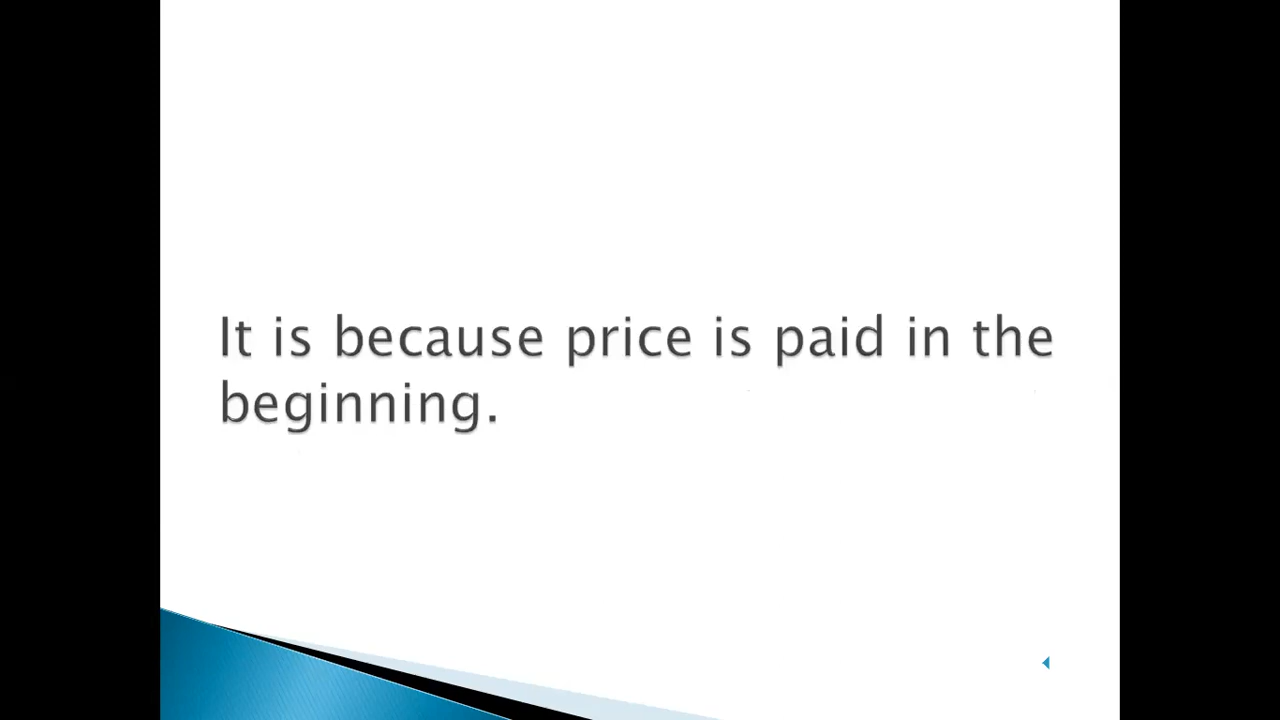 It is because price is paid in the
beginning.